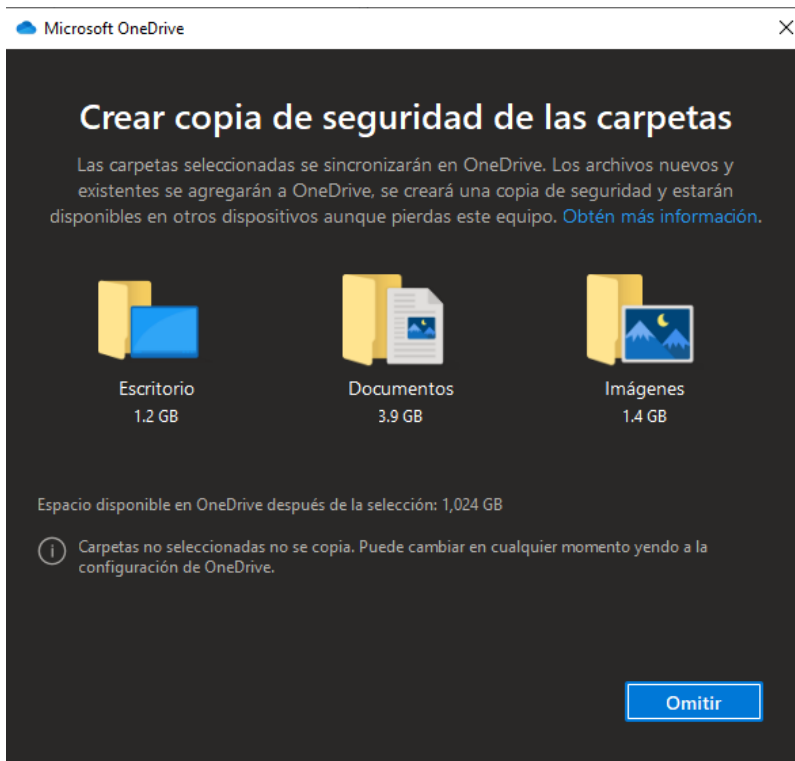 Microsoft OneDrive
Crear copia de seguridad de las carpetas
Las carpetas seleccionadas se sincronizarán en OneDrive. Los archivos nuevos y
existentes se agregarán a OneDrive, se creará una copia de seguridad y estarán
disponibles en otros dispositivos aunque pierdas este equipo. Obtén más información.
Escritorio
1.2 GB
Documentos
3.9 GB
Imágenes
1.4 GB
Espacio disponible en OneDrive después de la selección: 1,024 GB
Carpetas no seleccionadas no se copia. Puede cambiar en cualquier momento yendo a la
configuración de OneDrive.
Omitir